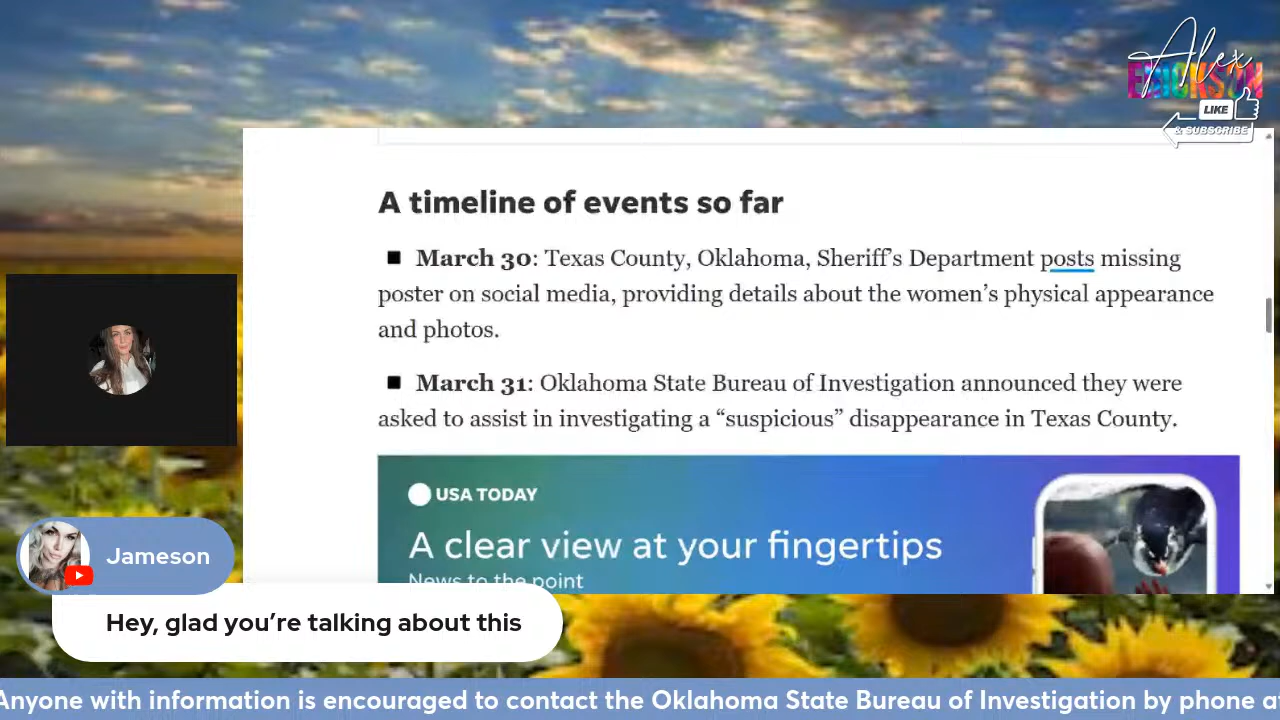 Alex
ERICKSON
LIKE
& SUBSCRIBE
A timeline of events so far
■ March 30: Texas County, Oklahoma, Sheriff’s Department posts missing
poster on social media, providing details about the women’s physical appearance
and photos.
■ March 31: Oklahoma State Bureau of Investigation announced they were
asked to assist in investigating a “suspicious” disappearance in Texas County.
USA TODAY
A clear view at your fingertips
News to the point
Jameson
Hey, glad you’re talking about this
Anyone with information is encouraged to contact the Oklahoma State Bureau of Investigation by phone a